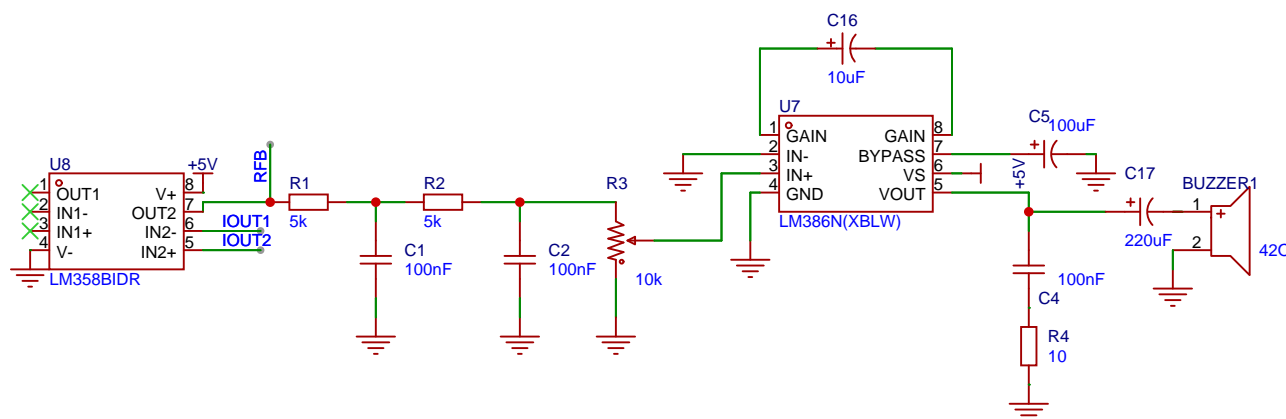 C16
10uF
U7
1
GAIN
GAIN
8
2
IN-
BYPASS
7
3
IN+
VS
6
4
GND
VOUT
5
LM386N(XBLW)
C5
100uF
+5V
C17
220uF
BUZZER1
1
2
+
42C
U8
+5V
1
OUT1
V+
8
2
IN1-
OUT2
7
3
IN1+
IN2-
6
4
V-
IN2+
5
LM358BIDR
RFB
IOUT1
IOUT2
R1
5k
R2
5k
R3
10k
C1
100nF
C2
100nF
100nF
C4
R4
10